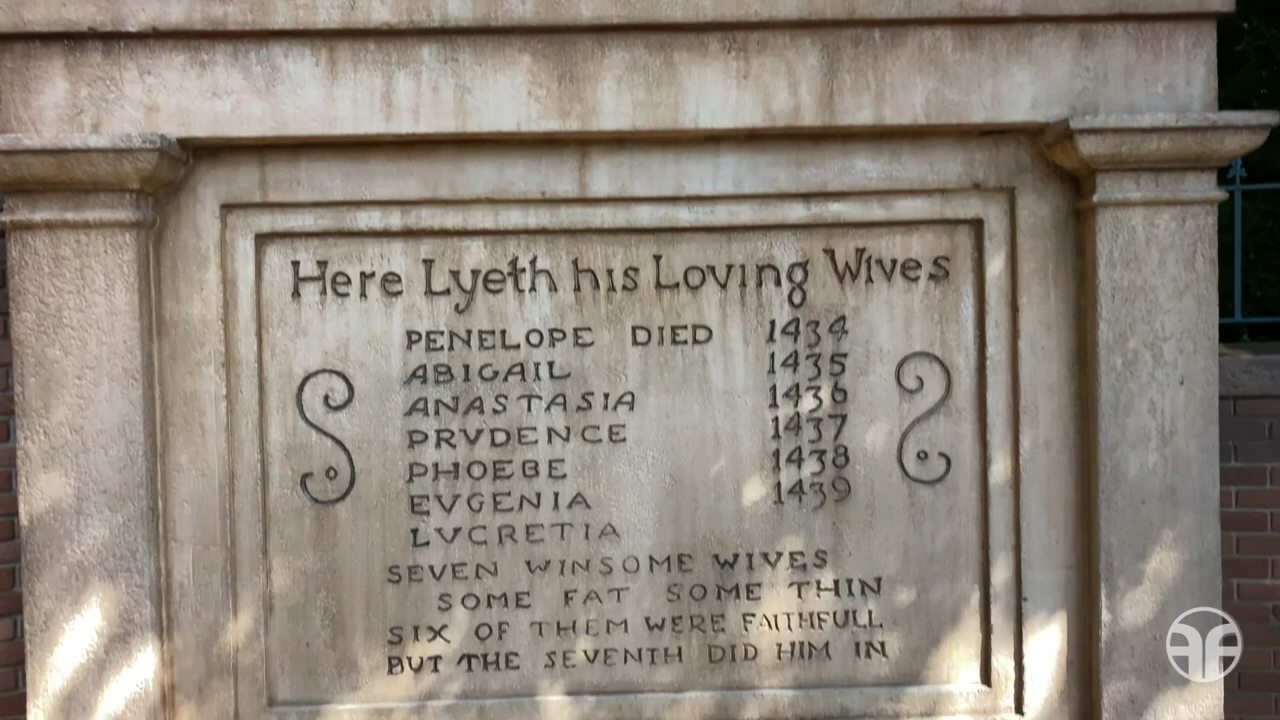 Here Lyeth his Loving Wives
PENELOPE DIED 1434
ABIGAIL 1435
ANASTASIA 1436
PRVDENCE 1437
PHOEBE 1438
EVGENIA 1439
LVCRETIA
SEVEN WINSOME WIVES
SOME FAT SOME THIN
SIX OF THEM WERE FAITHFULL
BUT THE SEVENTH DID HIM IN